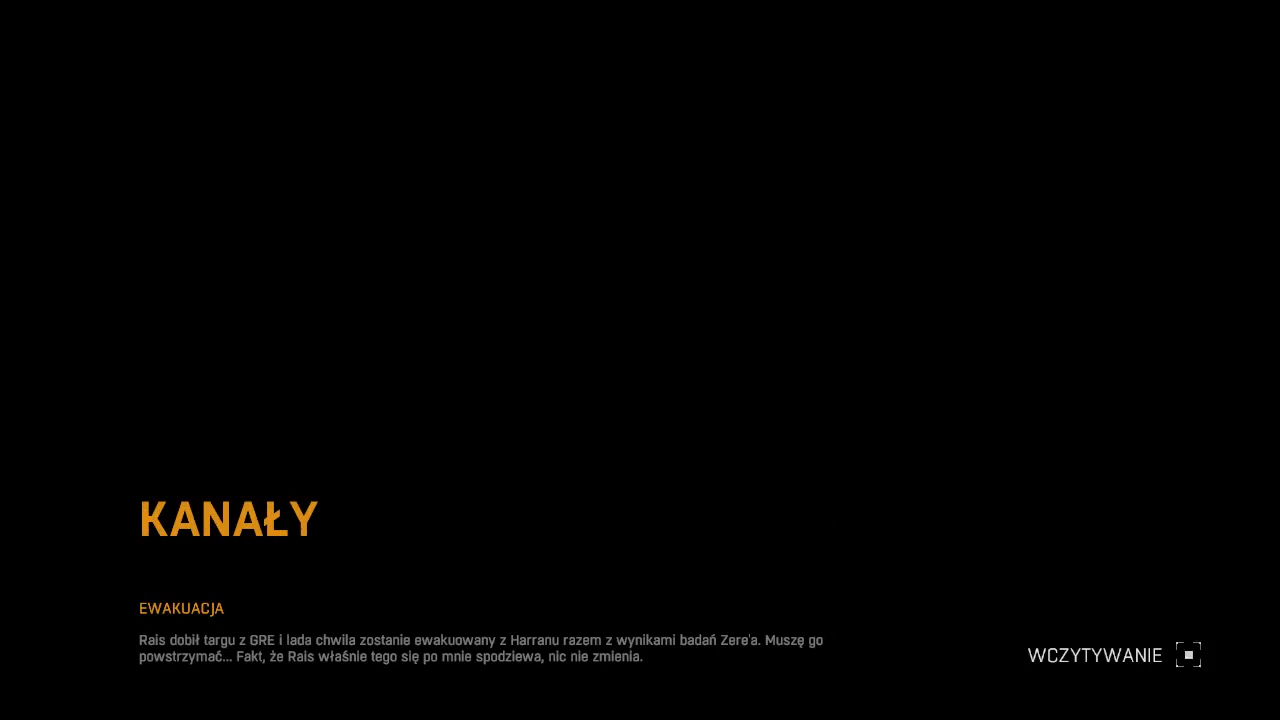 KANAŁY
EWAKUACJA
Rais dobił targu z GRE i lada chwila zostanie ewakuowany z Harranu razem z wynikami badań Zere'a. Muszę go
powstrzymać... Fakt, że Rais właśnie tego się po mnie spodziewa, nic nie zmienia.
WCZYTYWANIE